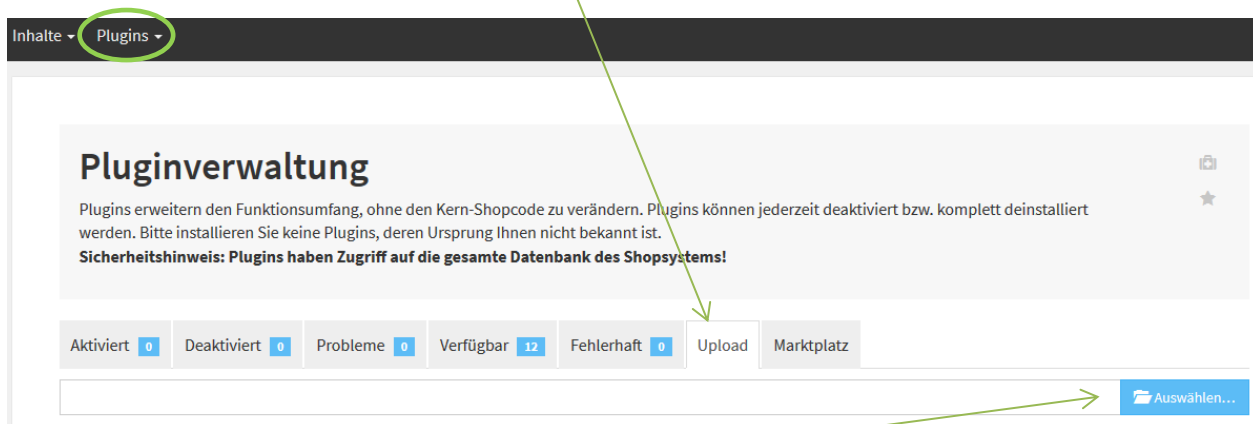 Inhalte Plugins
Pluginverwaltung
Plugins erweitern den Funktionsumfang, ohne den Kern-Shopcode zu verändern. Plugins können jederzeit deaktiviert bzw. komplett deinstalliert
werden. Bitte installieren Sie keine Plugins, deren Ursprung Ihnen nicht bekannt ist.
Sicherheitshinweis: Plugins haben Zugriff auf die gesamte Datenbank des Shopsystems!
Aktiviert 0 Deaktiviert 0 Probleme 0 Verfügbar 12 Fehlerhaft 0 Upload Marktplatz
Auswählen...